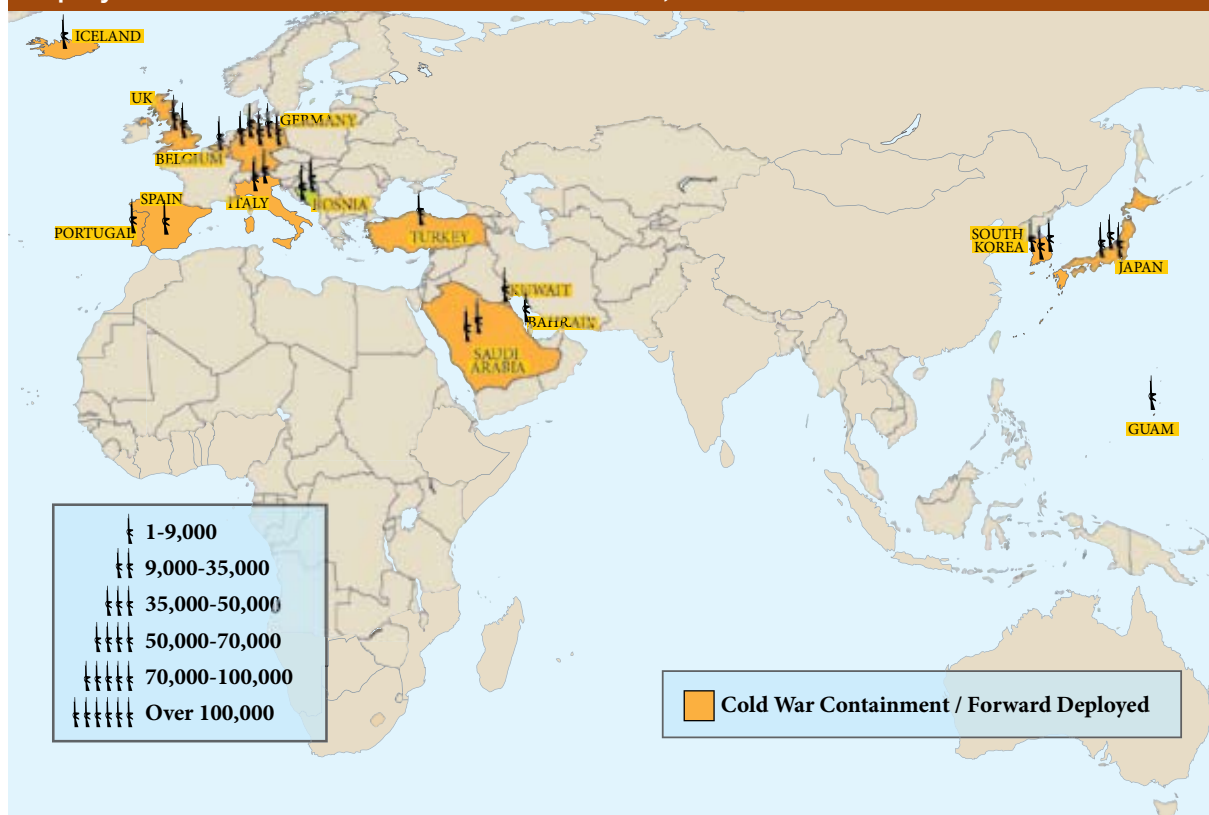 ICELAND
UK
GERMANY
BELGIUM
SPAIN
ITALY
BOSNIA
PORTUGAL
TURKEY
SOUTH
KOREA
JAPAN
KUWAIT
BAHRAIN
SAUDI
ARABIA
GUAM
1-9,000
9,000-35,000
35,000-50,000
50,000-70,000
70,000-100,000
Over 100,000
Cold War Containment / Forward Deployed